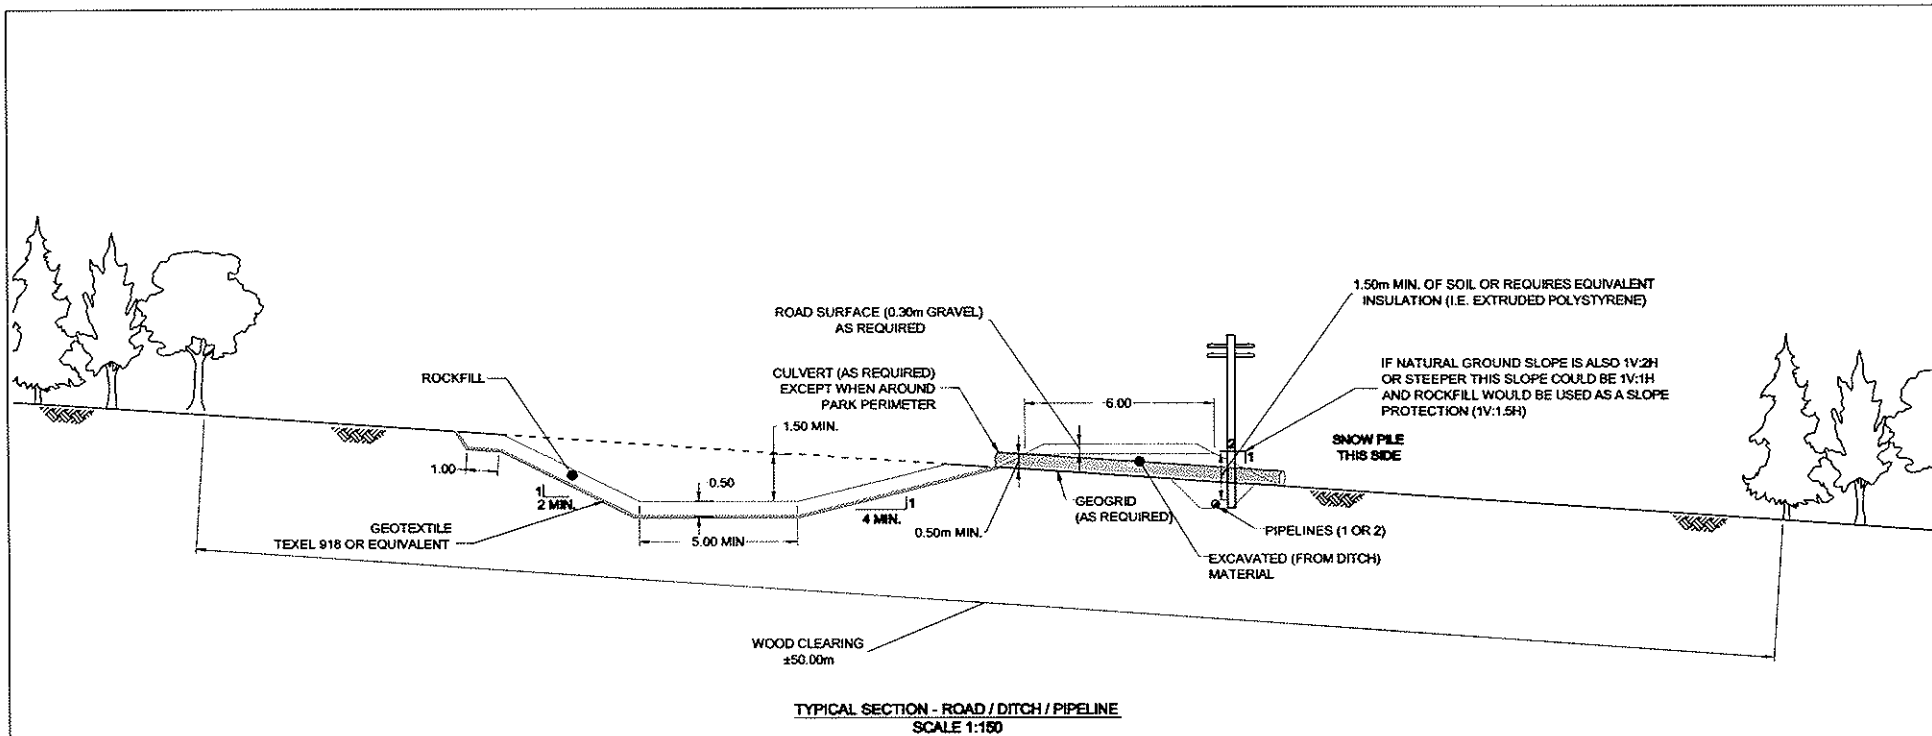 1.50m MIN. OF SOIL OR REQUIRES EQUIVALENT
INSULATION (I.E. EXTRUDED POLYSTYRENE)
ROAD SURFACE (0.30m GRAVEL)
AS REQUIRED
IF NATURAL GROUND SLOPE IS ALSO 1V:2H
OR STEEPER THIS SLOPE COULD BE 1V:1H
AND ROCKFILL WOULD BE USED AS A SLOPE
PROTECTION (1V:1.5H)
ROCKFILL
CULVERT (AS REQUIRED)
EXCEPT WHEN AROUND
PARK PERIMETER
6.00
1.50 MIN.
SNOW PILE
THIS SIDE
2
1
1.00
0.50
1
2 MIN.
1
4 MIN.
GEOGRID
(AS REQUIRED)
GEOTEXTILE
TEXEL 918 OR EQUIVALENT
5.00 MIN
0.50m MIN.
PIPELINES (1 OR 2)
EXCAVATED (FROM DITCH)
MATERIAL
WOOD CLEARING
±50.00m
TYPICAL SECTION - ROAD / DITCH / PIPELINE
SCALE 1:150